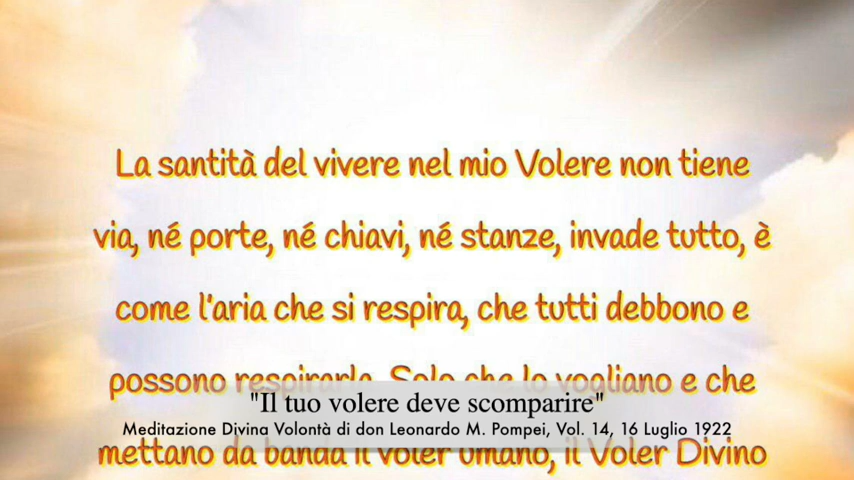 La santità del vivere nel mio Volere non tiene
via, né porte, né chiavi, né stanze, invade tutto, è
come l'aria che si respira, che tutti debbono e
possono respirarla. Solo che lo vogliano e che
"Il tuo volere deve scomparire"
Meditazione Divina Volontà di don Leonardo M. Pompei, Vol. 14, 16 Luglio 1922
mettano da banda il voler umano, il Voler Divino